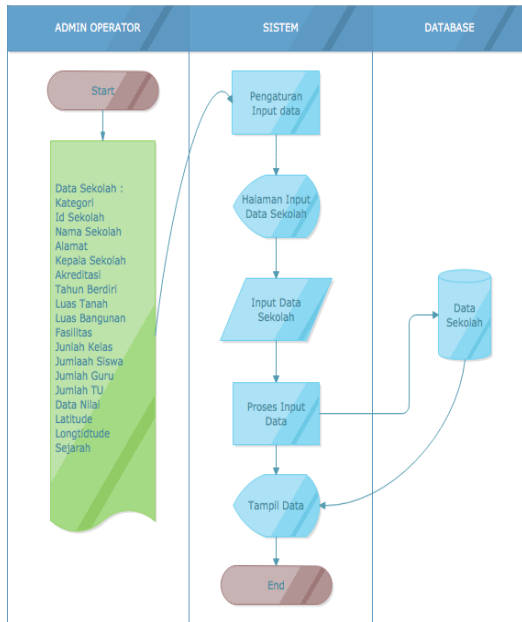 ADMIN OPERATOR
SISTEM
DATABASE
Start
Data Sekolah :
Kategori
Id Sekolah
Nama Sekolah
Alamat
Kepala Sekolah
Akreditasi
Tahun Berdiri
Luas Tanah
Luas Bangunan
Fasilitas
Junlah Kelas
Jumlaah Siswa
Jumlah Guru
Jumlah TU
Data Nilai
Latitude
Longtidtude
Sejarah
Pengaturan
Input data
Halaman Input
Data Sekolah
Input Data
Sekolah
Proses Input
Data
Tampil Data
End
Data
Sekolah